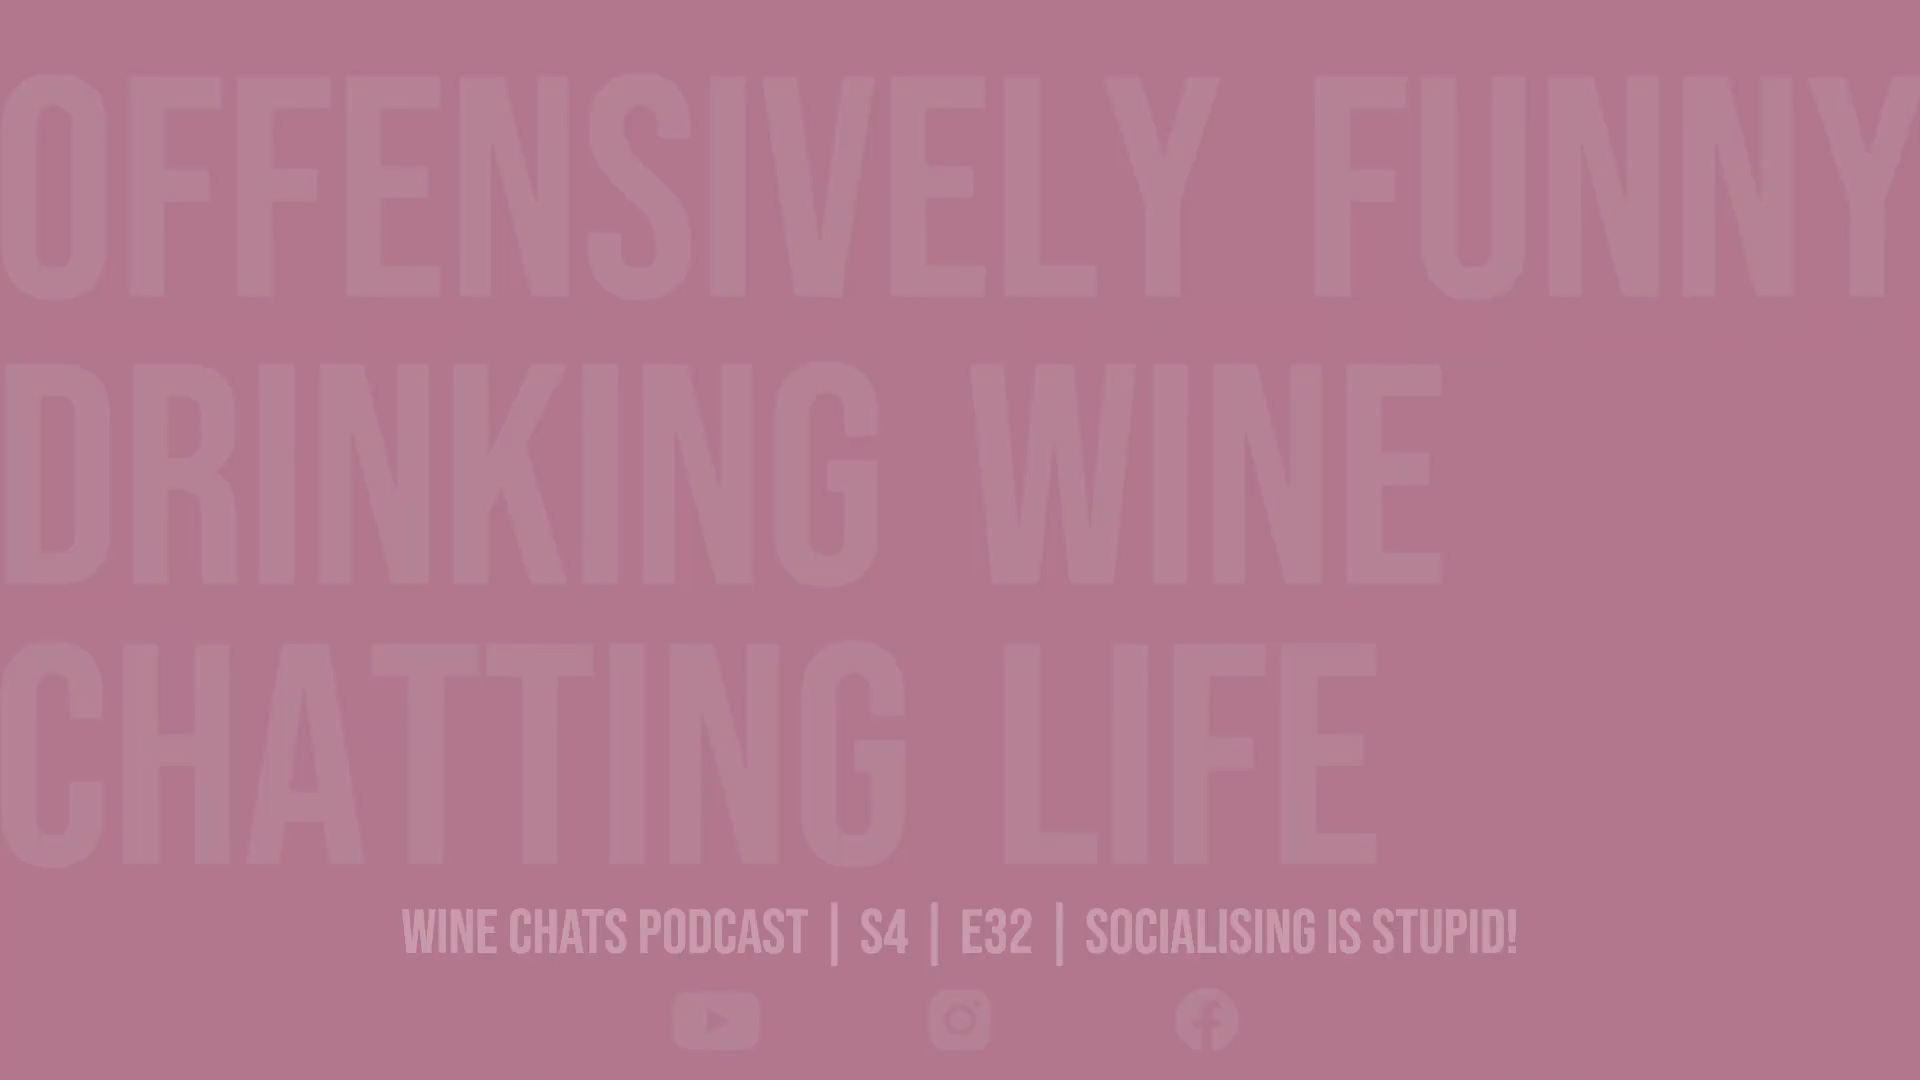 OFFENSIVELY FUNNY
DRINKING WINE
CHATTING LIFE
WINE CHATS PODCAST | S4 | E32 | SOCIALISING IS STUPID!